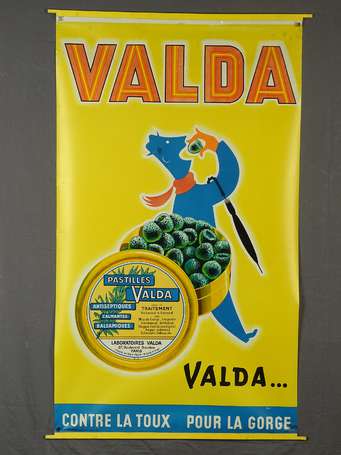 VALDA
PASTILLES
VALDA
ANTISEPTIQUES
CALMANTES
BALSAMIQUES
TRAITEMENT
LABORATOIRES VALDA
PARIS
VALDA...
CONTRE LA TOUX POUR LA GORGE